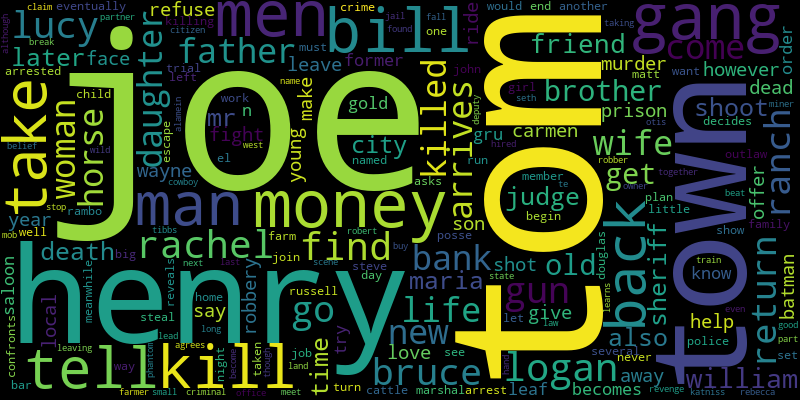 although
claim
eventually
partner
break
lucy
later
face
arrested
refuse
crime
killing
trial
left
men
bill
jail
found
fall
one
ride
would
end
another
must
citizen
taking
gang
come
order
father
leave
former
john
friend
murder
matt
want
however
dead
daughter
child
woman
horse
take
joe
escape
alamein
work
name
gold
mr
n
fight
young
make
killed
girl
seth
deputy
brother
prison
shoot
otis
miner
decides
tom
town
ranch
belief
wild
city
el
west
named
gru
carmen
wife
outlaw
together
hired
run
arrives
wayne
cowboy
asks
member
te
get
robber
owner
plan
beat
offer
year
stop
rambo
man
money
son
judge
begin
little
show
family
mob
well
tibbs
farm
robert
buy
posse
back
sheriff
train
know
batman
death
big
rachel
join
scene
steve
find
bank
shot
old
douglas
return
even
saloon
meanwhile
reveals
next
last
day
maria
state
gun
learns
henry
steal
home
say
robbery
russell
go
life
new
let
law
give
also
help
good
police
part
confronts
local
phantom
lead
long
agrees
night
become
taken
though
job
land
time
try
love
see
never
several
logan
away
william
set
tell
kill
leaving
way
bar
farmer
small
criminal
office
meet
turn
cattle
bruce
marshal
arrest
hand
leaf
becomes
revenge
katniss
rebecca